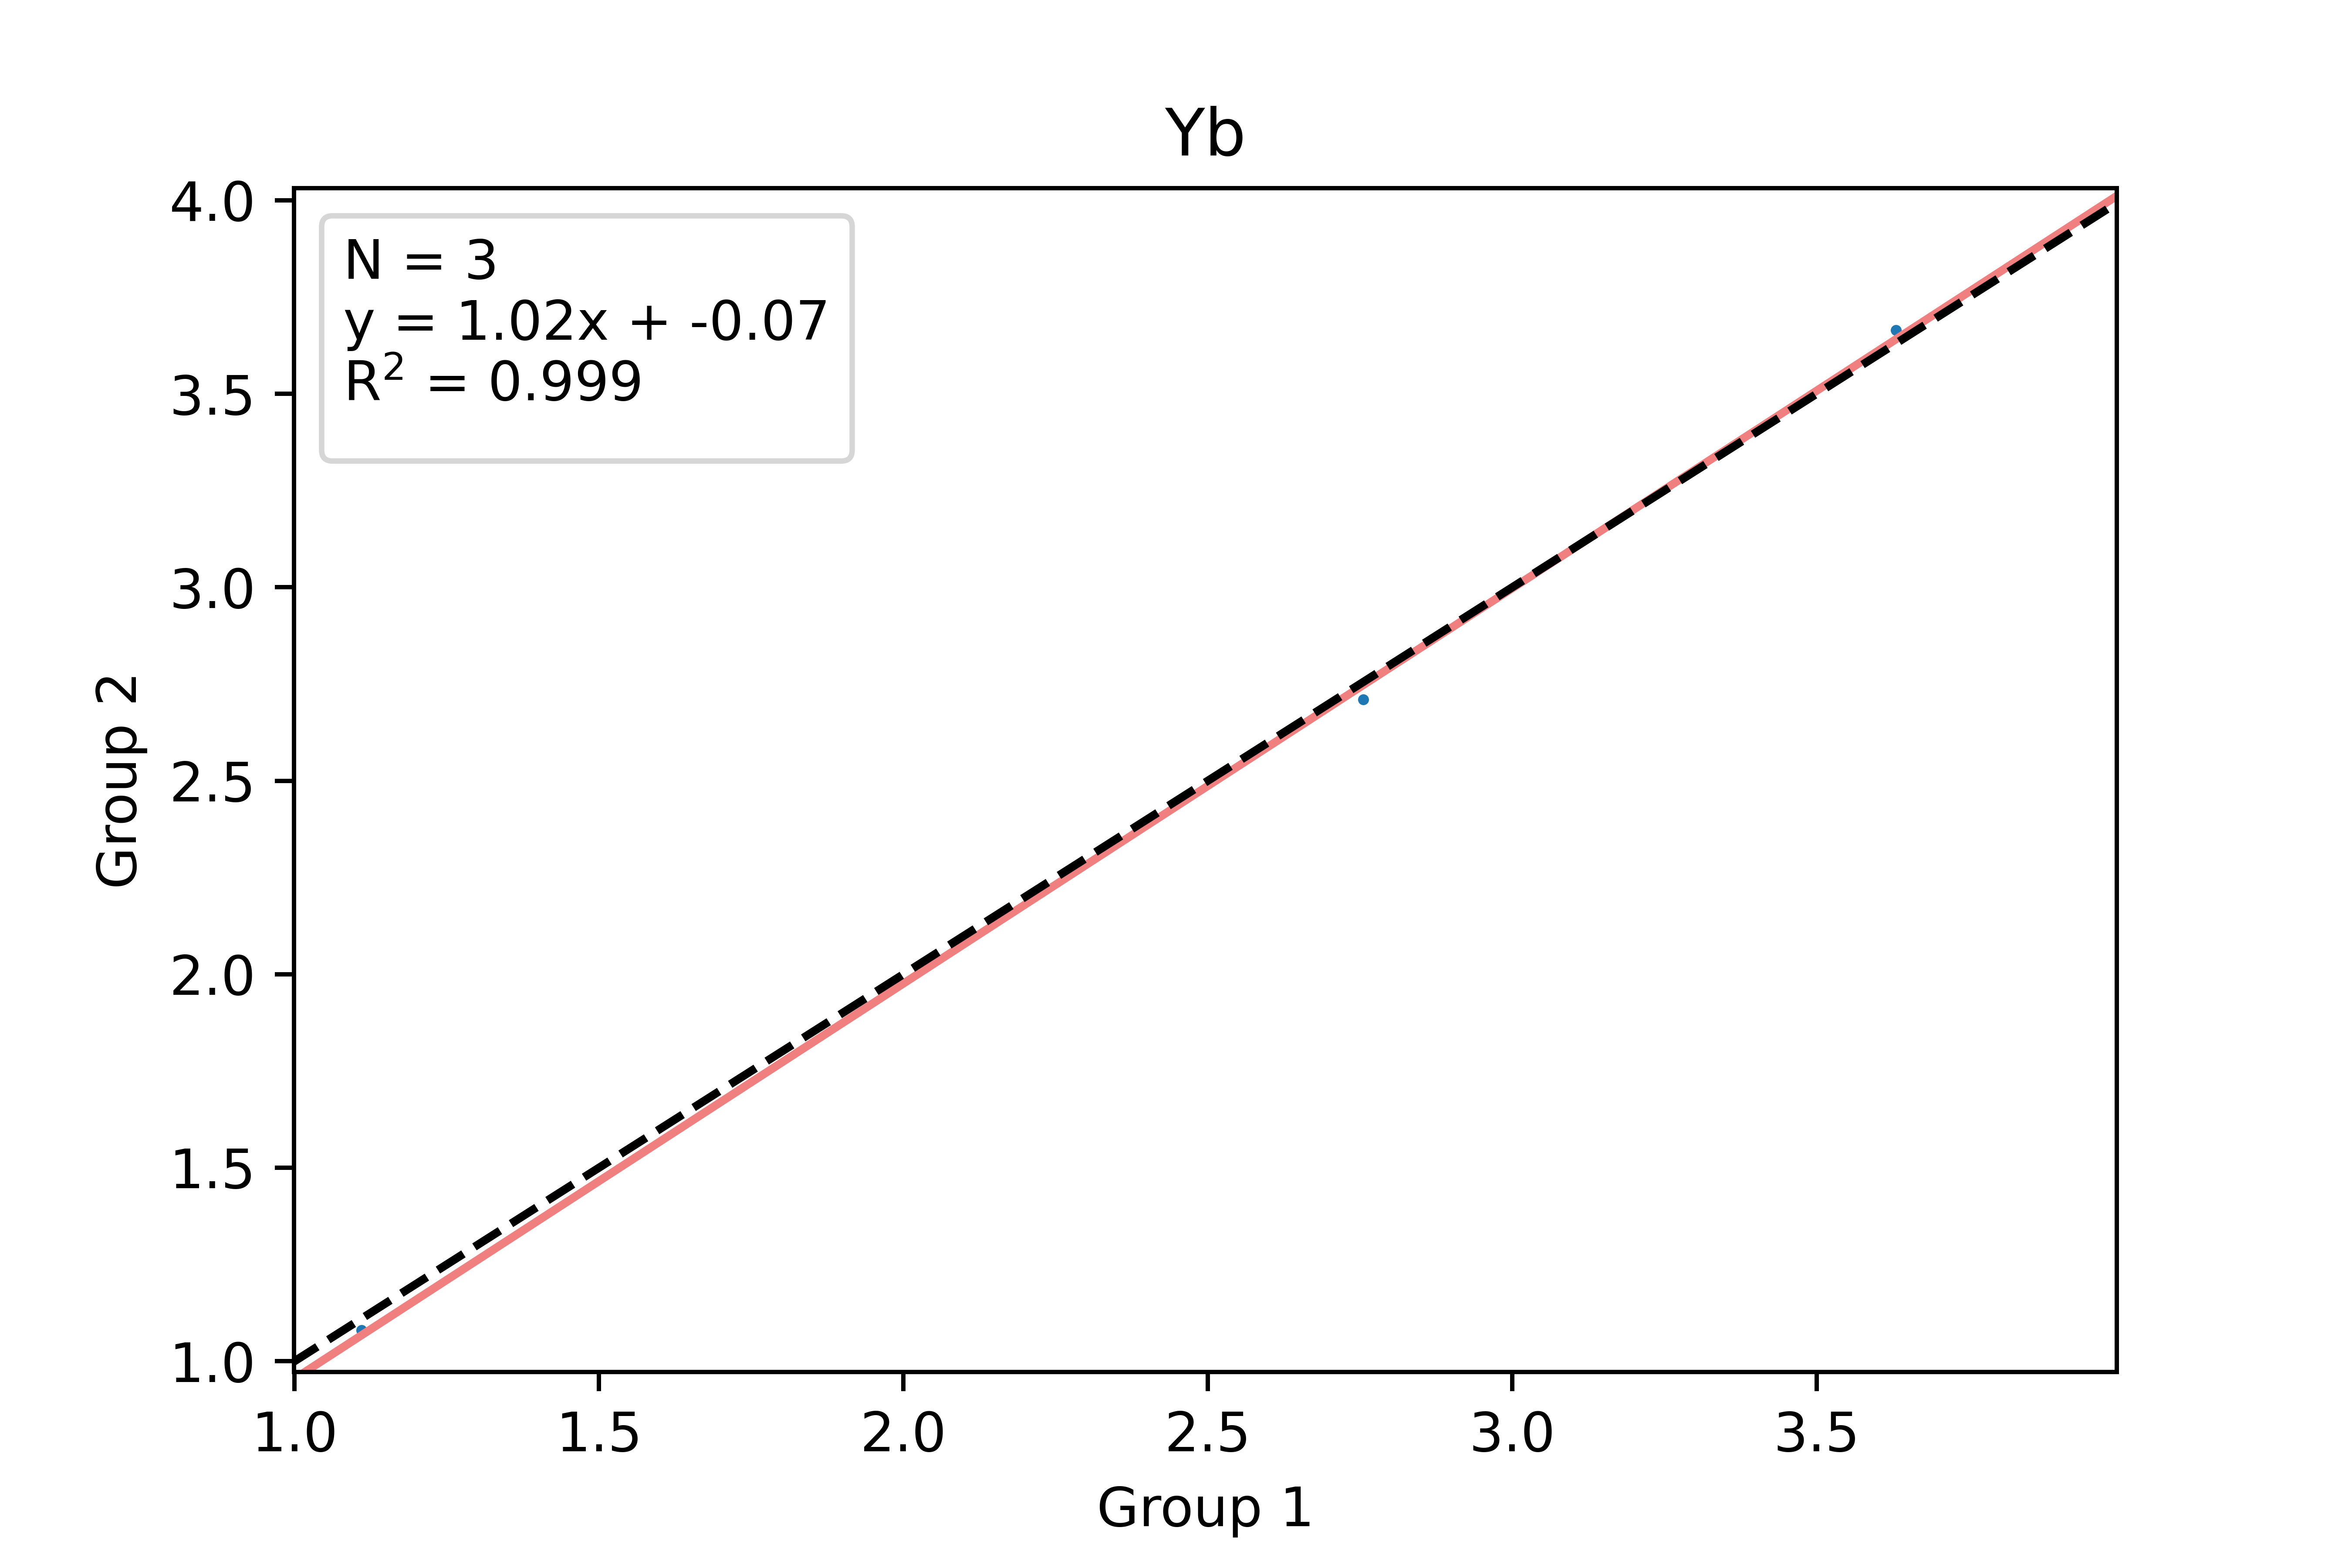 Yb
N = 3
y = 1.02x + -0.07
R² = 0.999
4.0
3.5
3.0
2.5
2.0
1.5
1.0
Group 2
1.0 1.5 2.0 2.5 3.0 3.5
Group 1